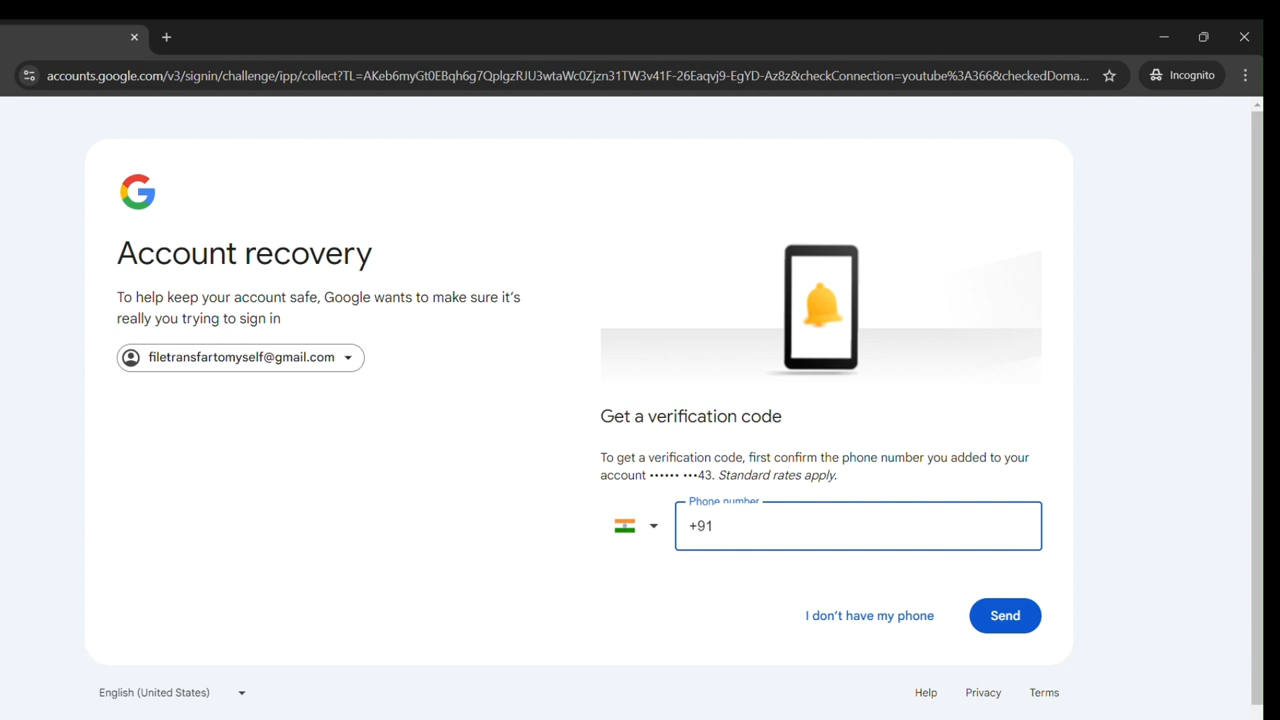 accounts.google.com/v3/signin/challenge/ipp/collect?TL=AKeb6myGt0EBqh6g7QplgzRJU3wtaWc0Zjzn31TW3v41F-26Eaqvj9-EgYD-Az8z&checkConnection=youtube%3A366&checkedDoma...
Incognito
Account recovery
To help keep your account safe, Google wants to make sure it's
really you trying to sign in
filetransfartomyself@gmail.com
Get a verification code
To get a verification code, first confirm the phone number you added to your
account •••••• •••43. Standard rates apply.
Phone number
+91
I don't have my phone
Send
English (United States)
Help
Privacy
Terms